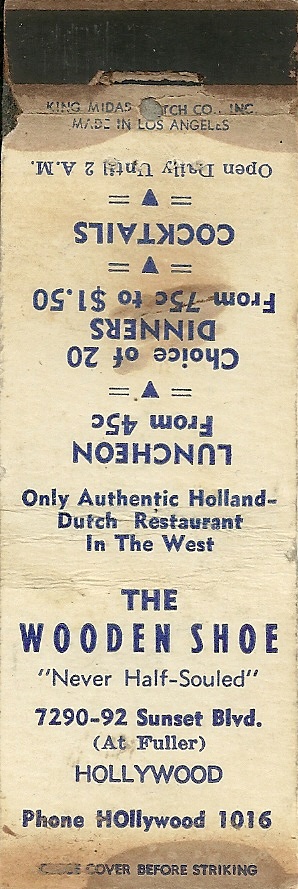 KING MIDAS MATCH CO., INC.
MADE IN LOS ANGELES
LUNCHEON
From 45c
Choice of 20
DINNERS
From 75c to $1.50
COCKTAILS
Open Daily Until 2 A.M.
Only Authentic Holland-
Dutch Restaurant
In The West
THE
WOODEN SHOE
"Never Half-Souled"
7290-92 Sunset Blvd.
(At Fuller)
HOLLYWOOD
Phone HOllywood 1016
CLOSE COVER BEFORE STRIKING